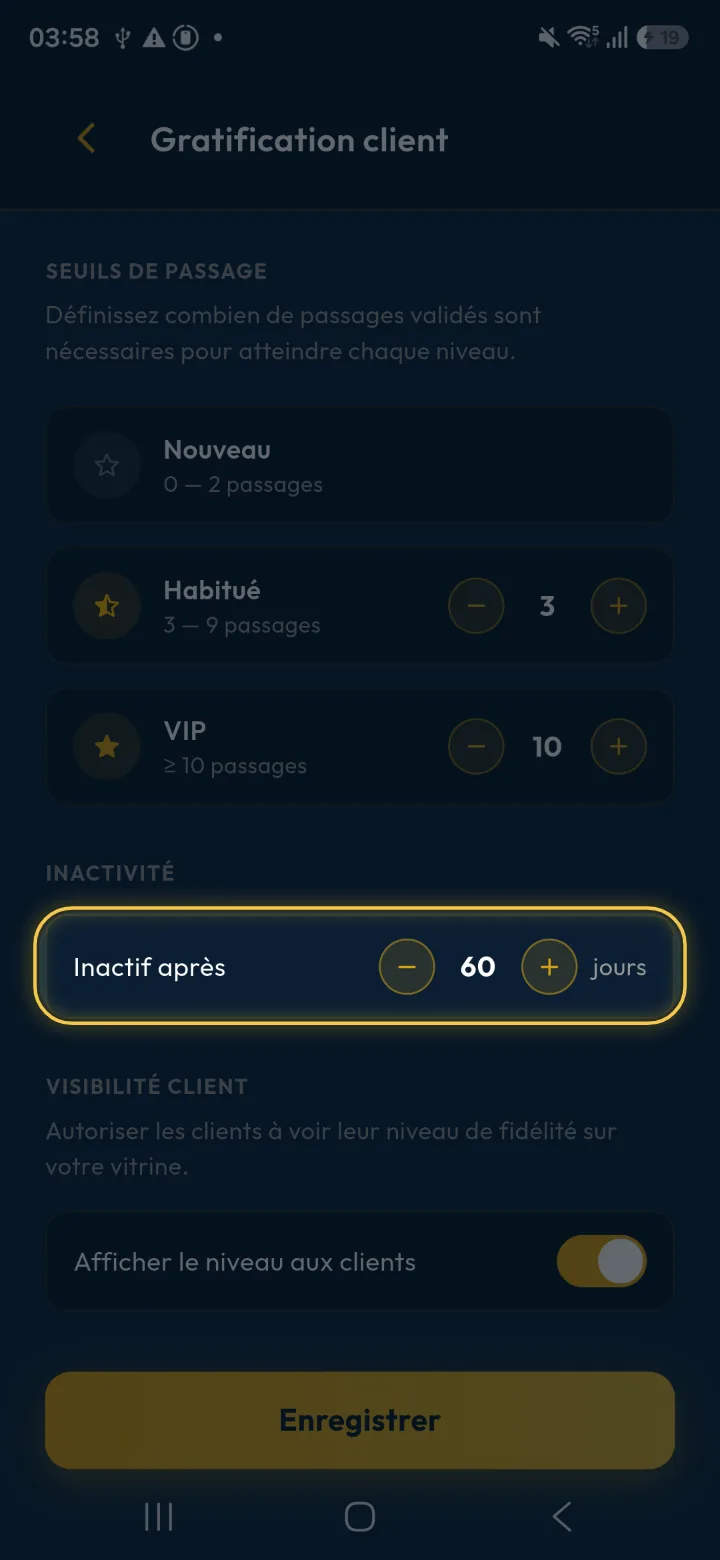 03:58
5
19
Gratification client
SEUILS DE PASSAGE
Définissez combien de passages validés sont
nécessaires pour atteindre chaque niveau.
Nouveau
0 — 2 passages
Habitué
3 — 9 passages
3
VIP
≥ 10 passages
10
INACTIVITÉ
Inactif après
60
jours
VISIBILITÉ CLIENT
Autoriser les clients à voir leur niveau de fidélité sur
votre vitrine.
Afficher le niveau aux clients
Enregistrer